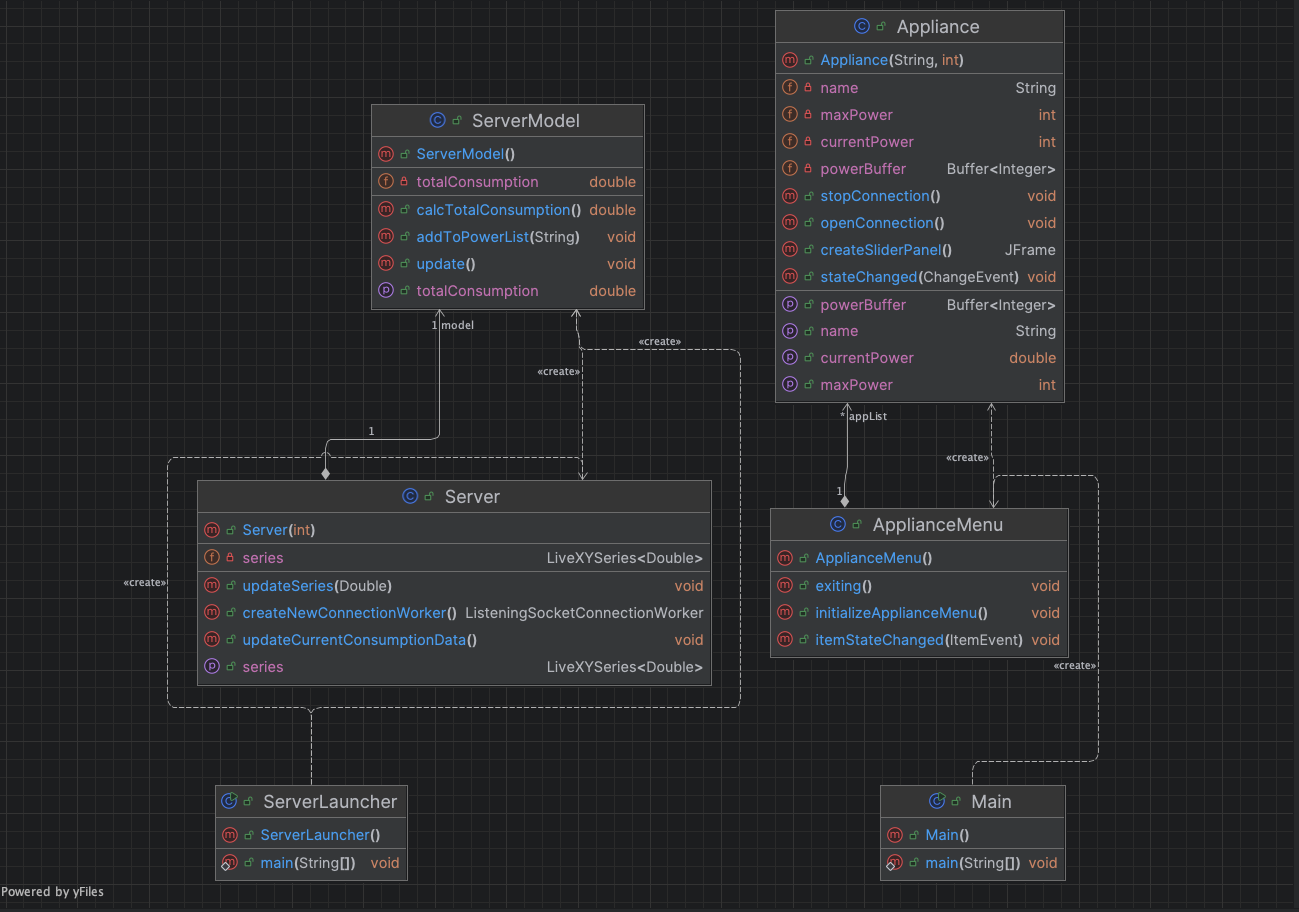 Appliance
Appliance(String, int)
name String
maxPower int
currentPower int
powerBuffer Buffer<Integer>
stopConnection() void
openConnection() void
createSliderPanel() JFrame
stateChanged(ChangeEvent) void
powerBuffer Buffer<Integer>
name String
currentPower double
maxPower int
ServerModel
ServerModel()
totalConsumption double
calcTotalConsumption() double
addToPowerList(String) void
update() void
totalConsumption double
1 model
«create»
«create»
1
* appList
«create»
1
Server
Server(int)
series LiveXYSeries<Double>
updateSeries(Double) void
createNewConnectionWorker() ListeningSocketConnectionWorker
updateCurrentConsumptionData() void
series LiveXYSeries<Double>
«create»
ApplianceMenu
ApplianceMenu()
exiting() void
initializeApplianceMenu() void
itemStateChanged(ItemEvent) void
«create»
ServerLauncher
ServerLauncher()
main(String[]) void
Main
Main()
main(String[]) void
Powered by yFiles